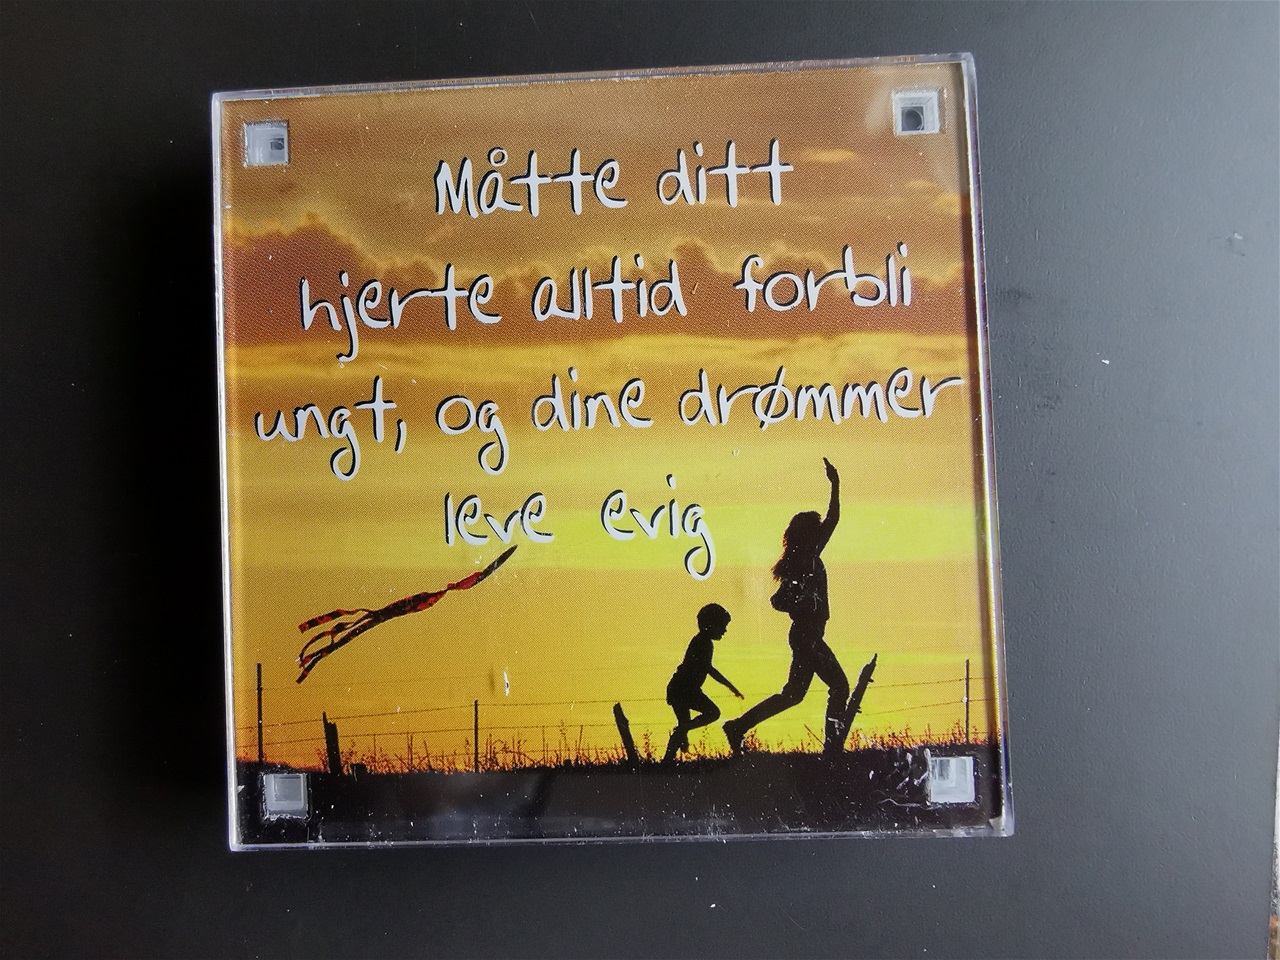 Måtte ditt
hjerte alltid forbli
ungt, og dine drømmer
leve evig